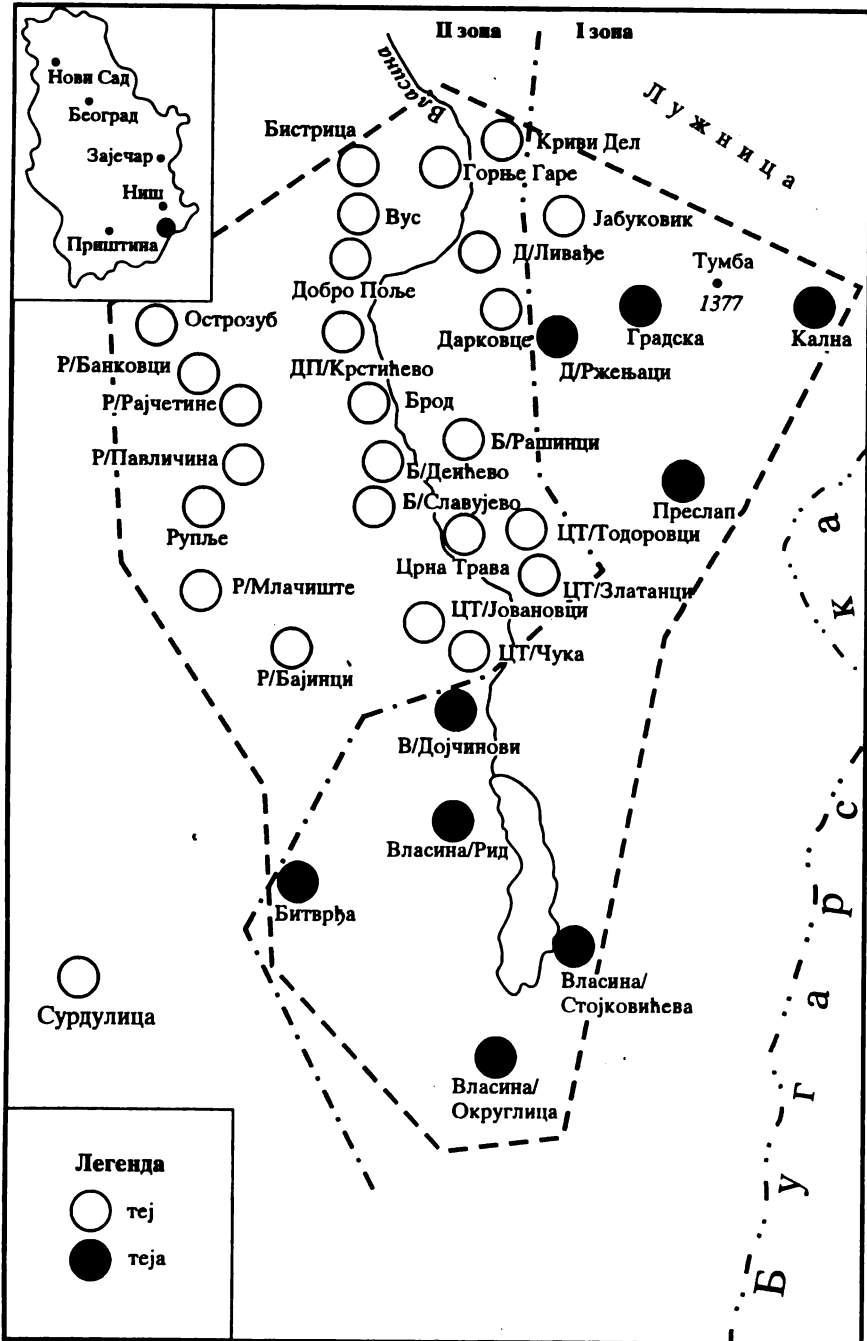 II зона
I зона
Власина
Лужница
Нови Сад
Београд
Зајечар
Ниш
Приштина
Бистрица
Криви Дел
Горње Гаре
Вус
Јабуковик
Д/Ливађе
Тумба
1377
Добро Поље
Острозуб
Дарковце
Градска
Кална
Р/Банковци
ДП/Крстићево
Д/Ржењаци
Р/Рајчетине
Брод
Б/Рашинци
Р/Павличина
Б/Деићево
Преслап
Б/Славујево
Рупље
ЦТ/Тодоровци
Црна Трава
Р/Млачиште
ЦТ/Златанци
ЦТ/Јовановци
ЦТ/Чука
Р/Бајинци
В/Дојчинови
Власина/Рид
Битврђа
Власина/
Стојковићева
Сурдулица
Власина/
Округлица
Бугарска
Легенда
теј
теја